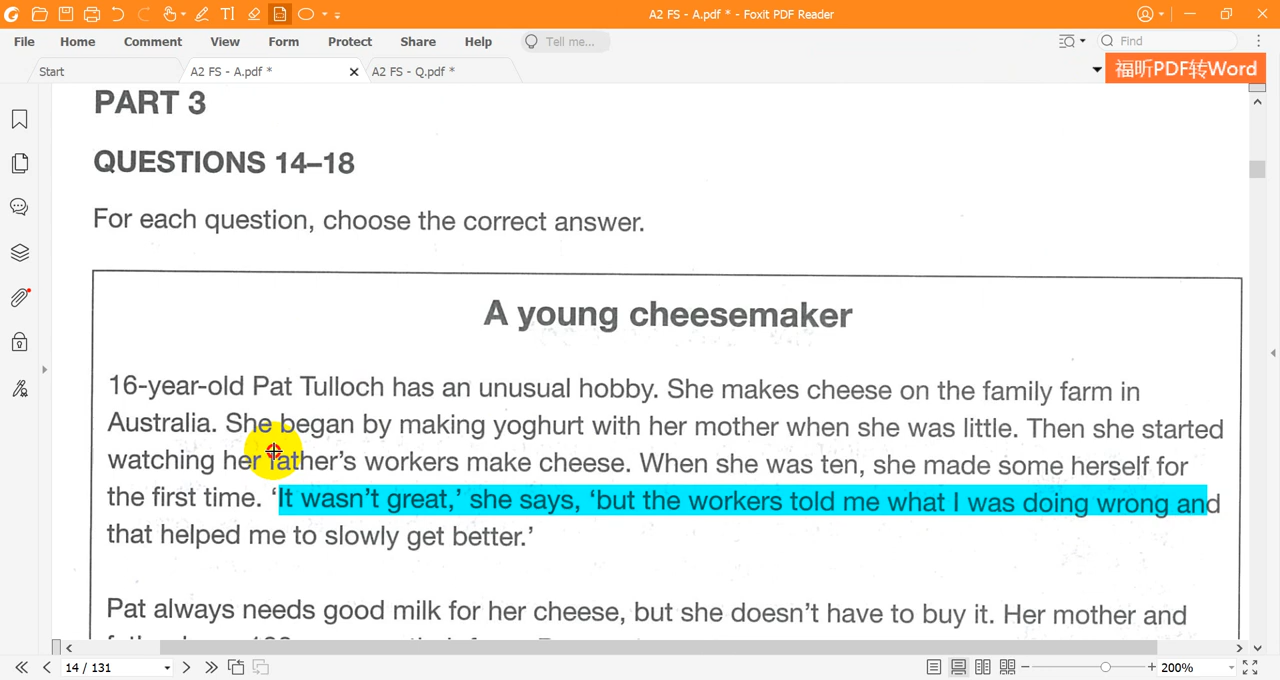 A2 FS - A.pdf * - Foxit PDF Reader
File Home Comment View Form Protect Share Help Tell me... Find
Start A2 FS - A.pdf * A2 FS - Q.pdf * 福昕PDF转Word
PART 3
QUESTIONS 14–18
For each question, choose the correct answer.
A young cheesemaker
16-year-old Pat Tulloch has an unusual hobby. She makes cheese on the family farm in
Australia. She began by making yoghurt with her mother when she was little. Then she started
watching her father's workers make cheese. When she was ten, she made some herself for
the first time. ‘It wasn't great,’ she says, ‘but the workers told me what I was doing wrong and
that helped me to slowly get better.’
Pat always needs good milk for her cheese, but she doesn't have to buy it. Her mother and
14 / 131 200%